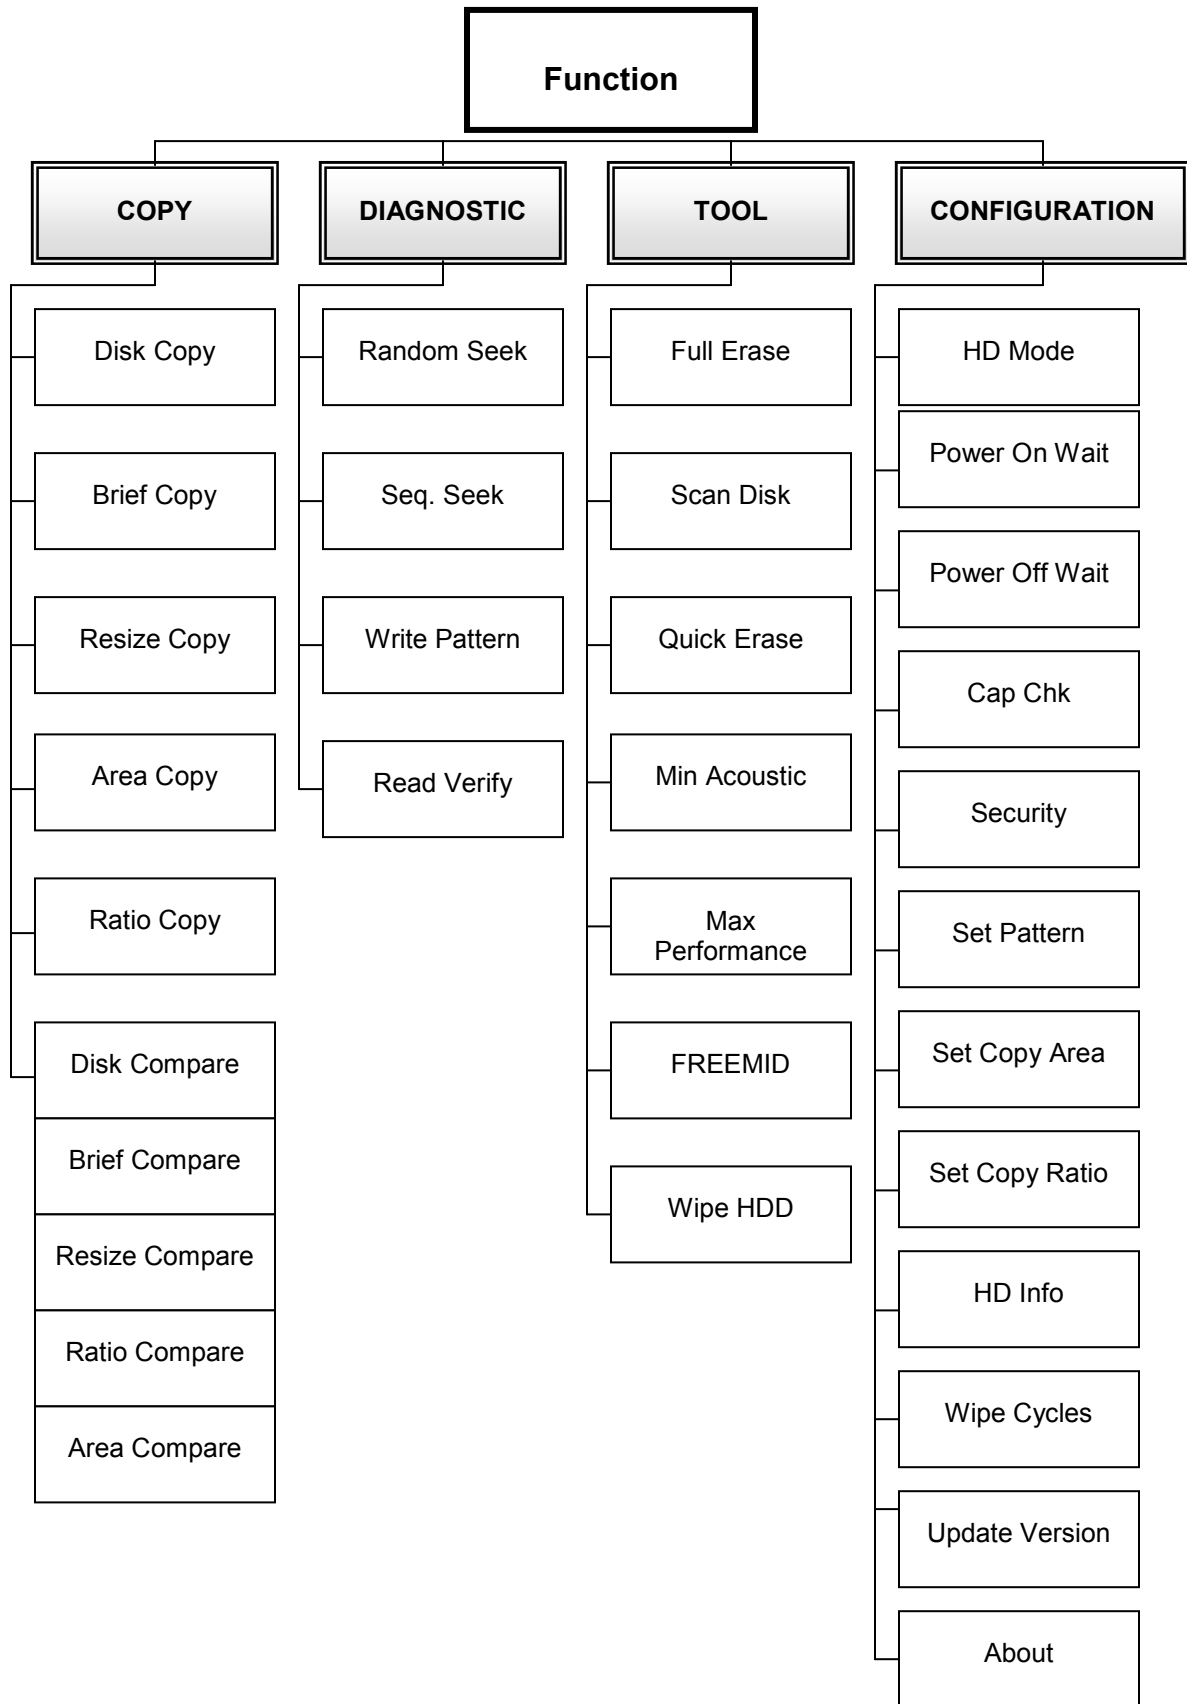 Function
COPY
DIAGNOSTIC
TOOL
CONFIGURATION
Disk Copy
Brief Copy
Resize Copy
Area Copy
Ratio Copy
Disk Compare
Brief Compare
Resize Compare
Ratio Compare
Area Compare
Random Seek
Seq. Seek
Write Pattern
Read Verify
Full Erase
Scan Disk
Quick Erase
Min Acoustic
Max
Performance
FREEMID
Wipe HDD
HD Mode
Power On Wait
Power Off Wait
Cap Chk
Security
Set Pattern
Set Copy Area
Set Copy Ratio
HD Info
Wipe Cycles
Update Version
About